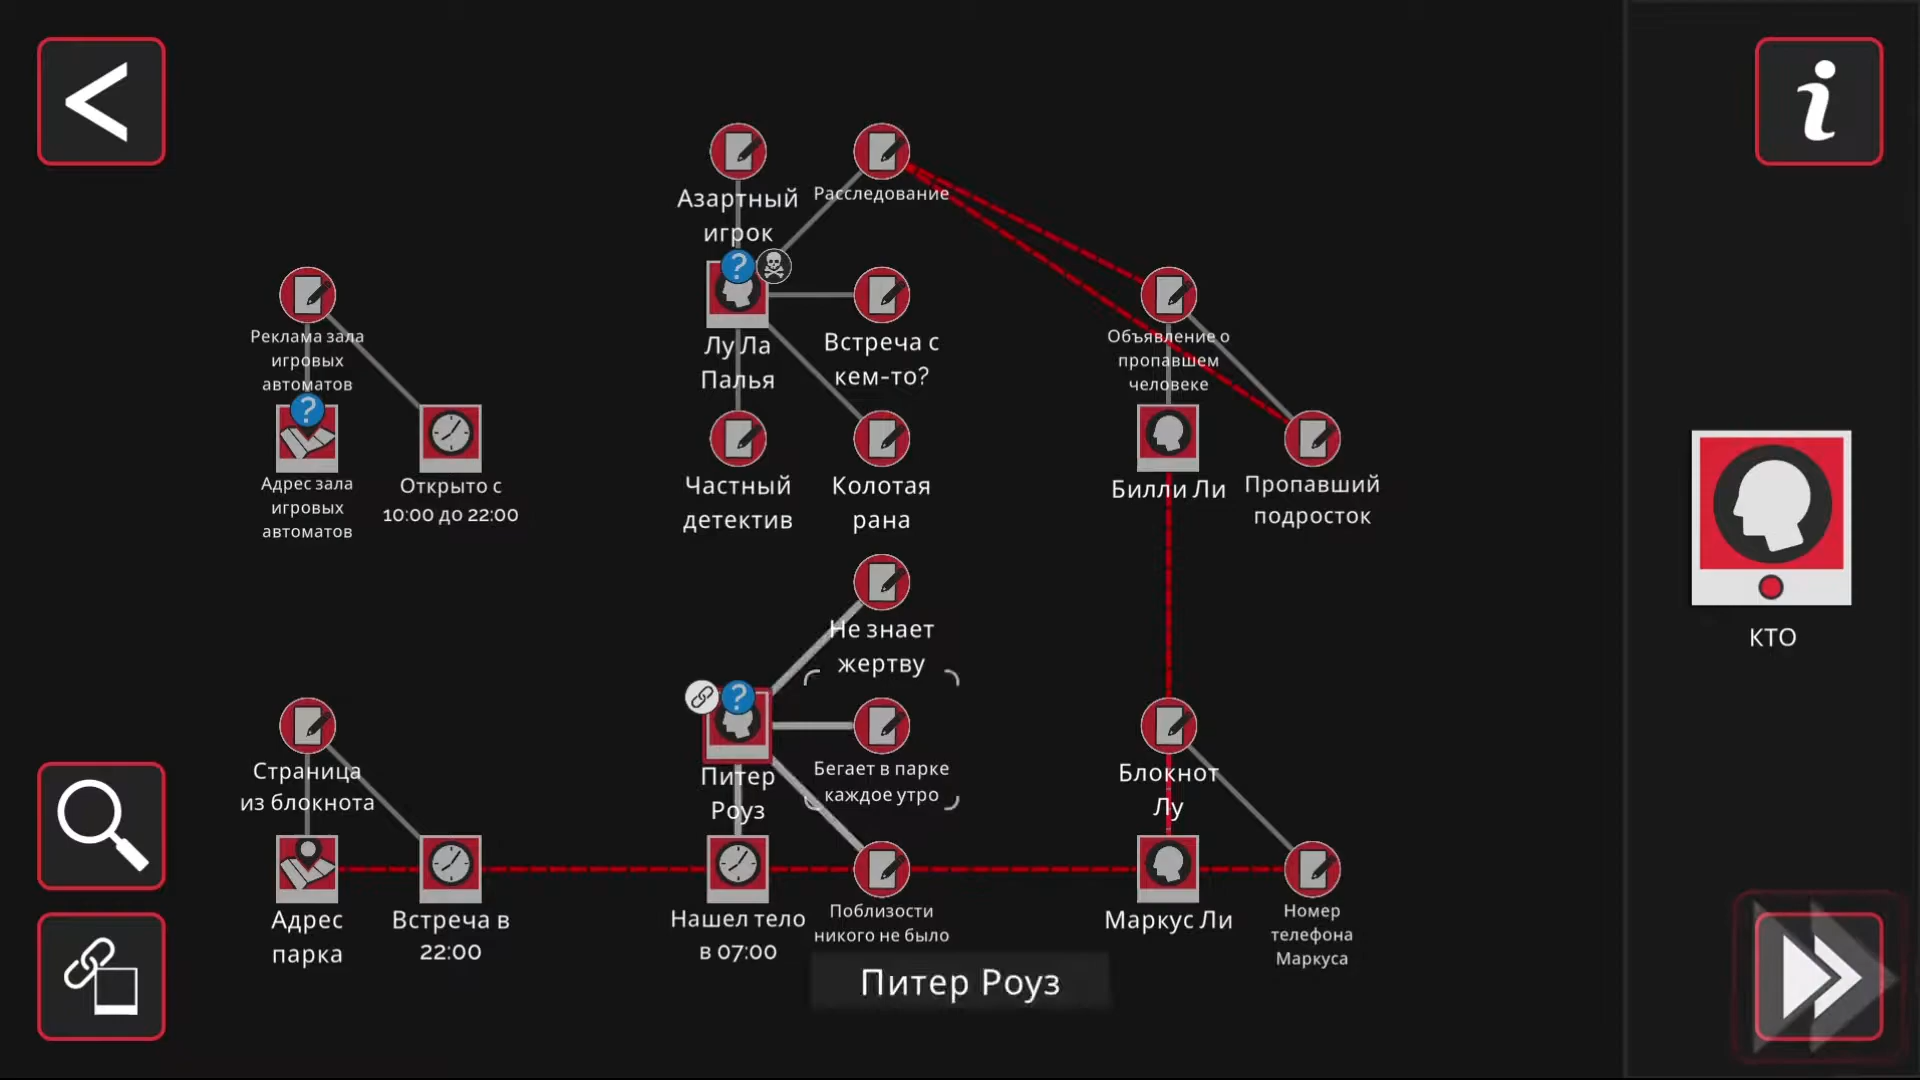 Азартный
игрок
Расследование
Реклама зала
игровых
автоматов
Лу Ла
Палья
Встреча с
кем-то?
Объявление о
пропавшем
человеке
Адрес зала
игровых
автоматов
Открыто с
10:00 до 22:00
Частный
детектив
Колотая
рана
Билли Ли
Пропавший
подросток
Не знает
жертву
КТО
Страница
из блокнота
Питер
Роуз
Бегает в парке
каждое утро
Блокнот
Лу
Адрес
парка
Встреча в
22:00
Нашел тело
в 07:00
Поблизости
никого не было
Маркус Ли
Номер
телефона
Маркуса
Питер Роуз